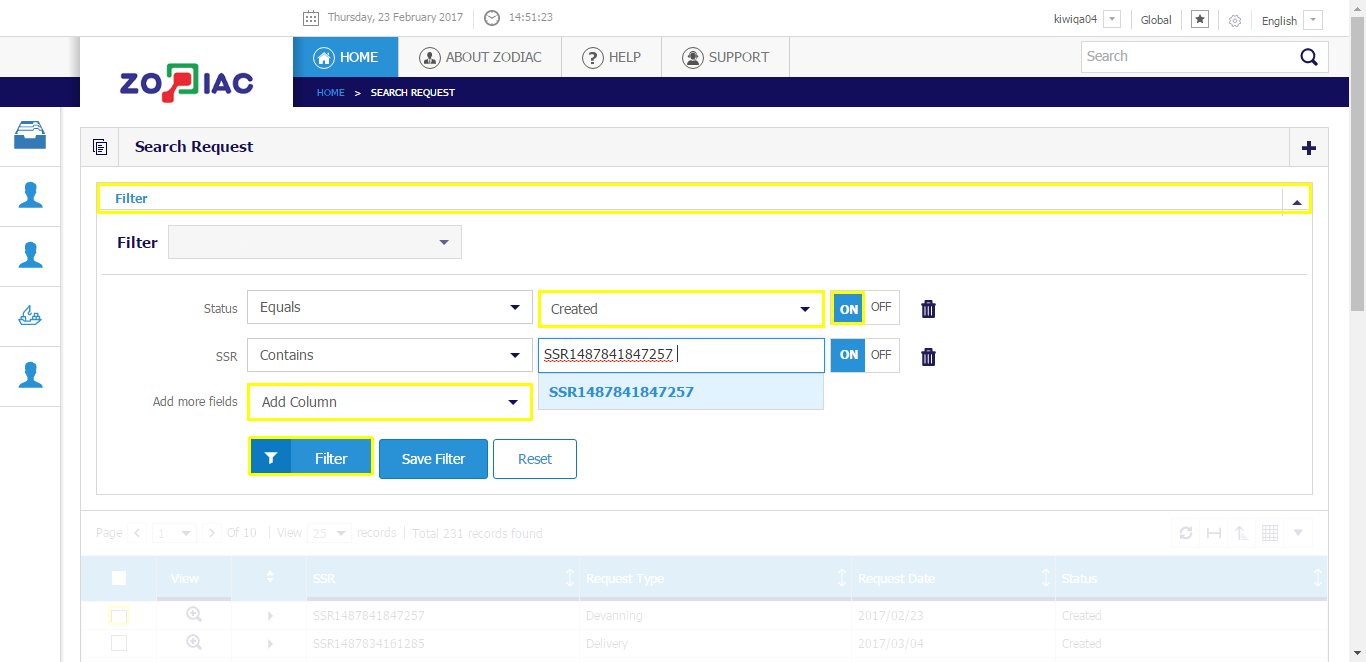 Thursday, 23 February 2017 14:51:23 kiwiqa04 Global English
ZODIAC HOME ABOUT ZODIAC HELP SUPPORT Search
HOME > SEARCH REQUEST
Search Request
Filter
Filter
Status Equals Created ON OFF
SSR Contains SSR1487841847257 ON OFF
SSR1487841847257
Add more fields Add Column
Filter Save Filter Reset
Page 1 Of 10 View 25 records Total 231 records found
View SSR Request Type Request Date Status
SSR1487841847257 Devanning 2017/02/23 Created
SSR1487834161285 Delivery 2017/03/04 Created